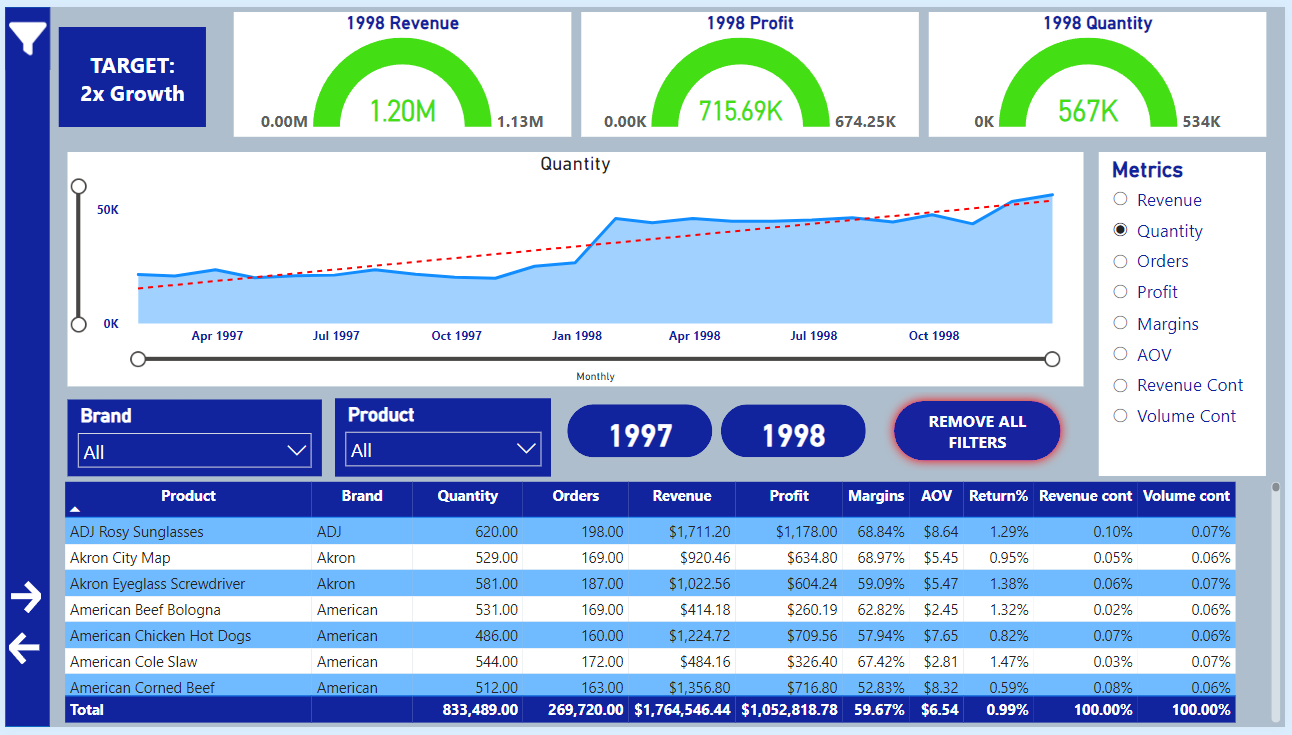 TARGET:
2x Growth
1998 Revenue
1.20M
0.00M
1.13M
1998 Profit
715.69K
0.00K
674.25K
1998 Quantity
567K
0K
534K
Quantity
50K
0K
Apr 1997 Jul 1997 Oct 1997 Jan 1998 Apr 1998 Jul 1998 Oct 1998
Monthly
Metrics
Revenue
Quantity
Orders
Profit
Margins
AOV
Revenue Cont
Volume Cont
Brand
All
Product
All
1997
1998
REMOVE ALL
FILTERS
Product Brand Quantity Orders Revenue Profit Margins AOV Return% Revenue cont Volume cont
ADJ Rosy Sunglasses ADJ 620.00 198.00 $1,711.20 $1,178.00 68.84% $8.64 1.29% 0.10% 0.07%
Akron City Map Akron 529.00 169.00 $920.46 $634.80 68.97% $5.45 0.95% 0.05% 0.06%
Akron Eyeglass Screwdriver Akron 581.00 187.00 $1,022.56 $604.24 59.09% $5.47 1.38% 0.06% 0.07%
American Beef Bologna American 531.00 169.00 $414.18 $260.19 62.82% $2.45 1.32% 0.02% 0.06%
American Chicken Hot Dogs American 486.00 160.00 $1,224.72 $709.56 57.94% $7.65 0.82% 0.07% 0.06%
American Cole Slaw American 544.00 172.00 $484.16 $326.40 67.42% $2.81 1.47% 0.03% 0.07%
American Corned Beef American 512.00 163.00 $1,356.80 $716.80 52.83% $8.32 0.59% 0.08% 0.06%
Total 833,489.00 269,720.00 $1,764,546.44 $1,052,818.78 59.67% $6.54 0.99% 100.00% 100.00%